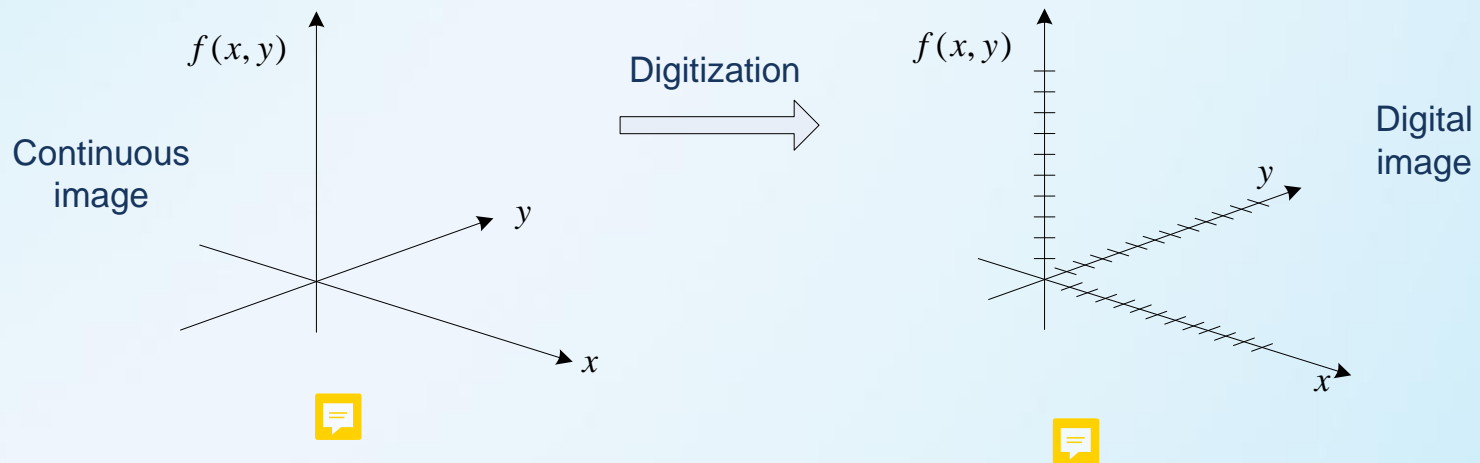 f(x, y)
Continuous
image
y
x
Digitization
f(x, y)
y
x
Digital
image